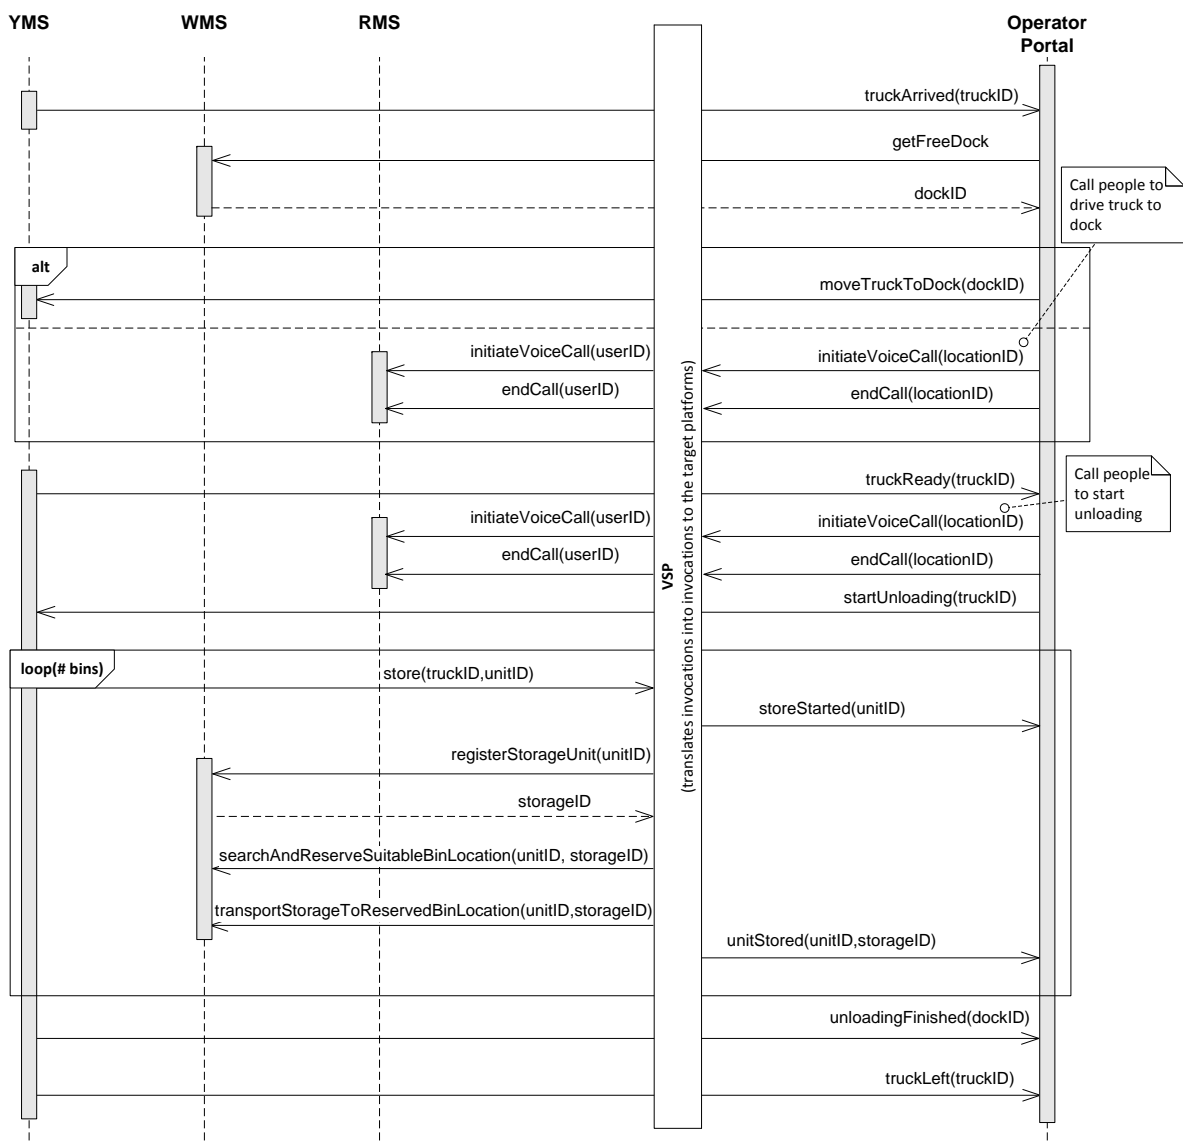 YMS
WMS
RMS
Operator
Portal
truckArrived(truckID)
getFreeDock
Call people to
drive truck to
dock
dockID
alt
moveTruckToDock(dockID)
initiateVoiceCall(userID)
initiateVoiceCall(locationID)
endCall(userID)
endCall(locationID)
VSP
(translates invocations into invocations to the target platforms)
truckReady(truckID)
Call people
to start
unloading
initiateVoiceCall(userID)
initiateVoiceCall(locationID)
endCall(userID)
endCall(locationID)
startUnloading(truckID)
loop(# bins)
store(truckID,unitID)
storeStarted(unitID)
registerStorageUnit(unitID)
storageID
searchAndReserveSuitableBinLocation(unitID, storageID)
transportStorageToReservedBinLocation(unitID,storageID)
unitStored(unitID,storageID)
unloadingFinished(dockID)
truckLeft(truckID)